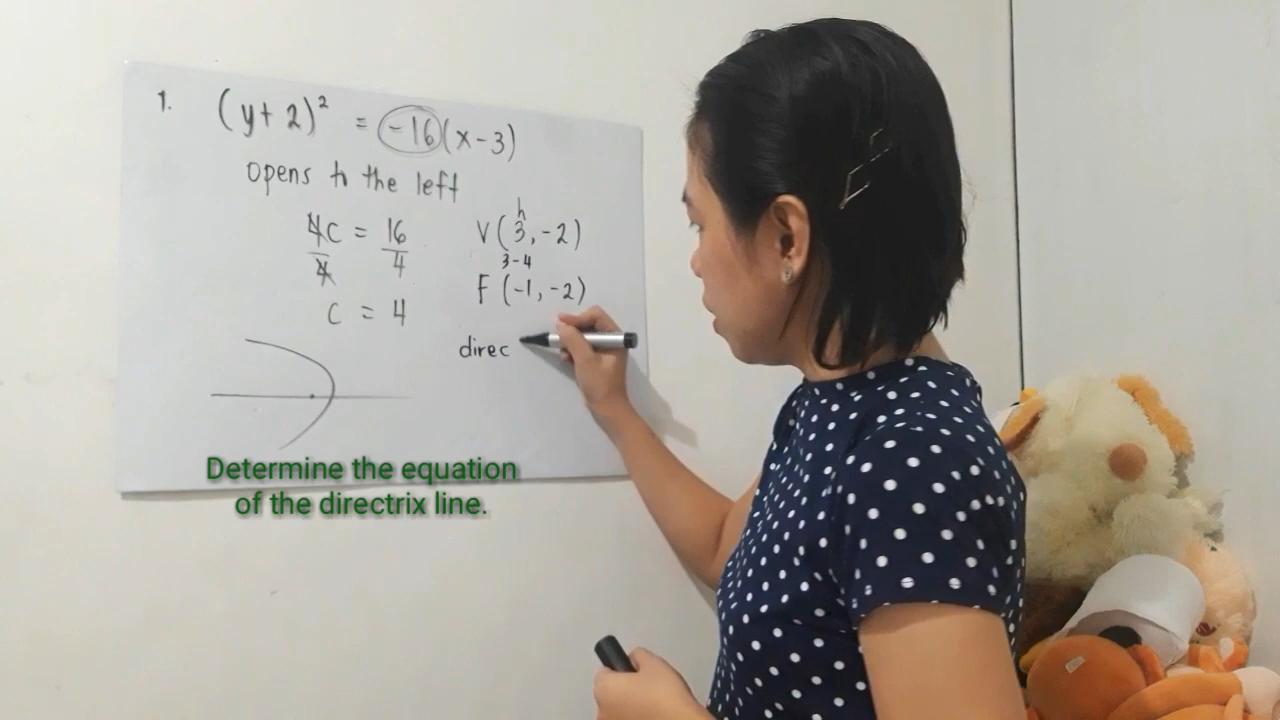 1. (y+2)² = -16(x-3)
opens to the left
4c = 16
4 4
c = 4
h
V(3,-2)
3-4
F(-1,-2)
direc
Determine the equation
of the directrix line.